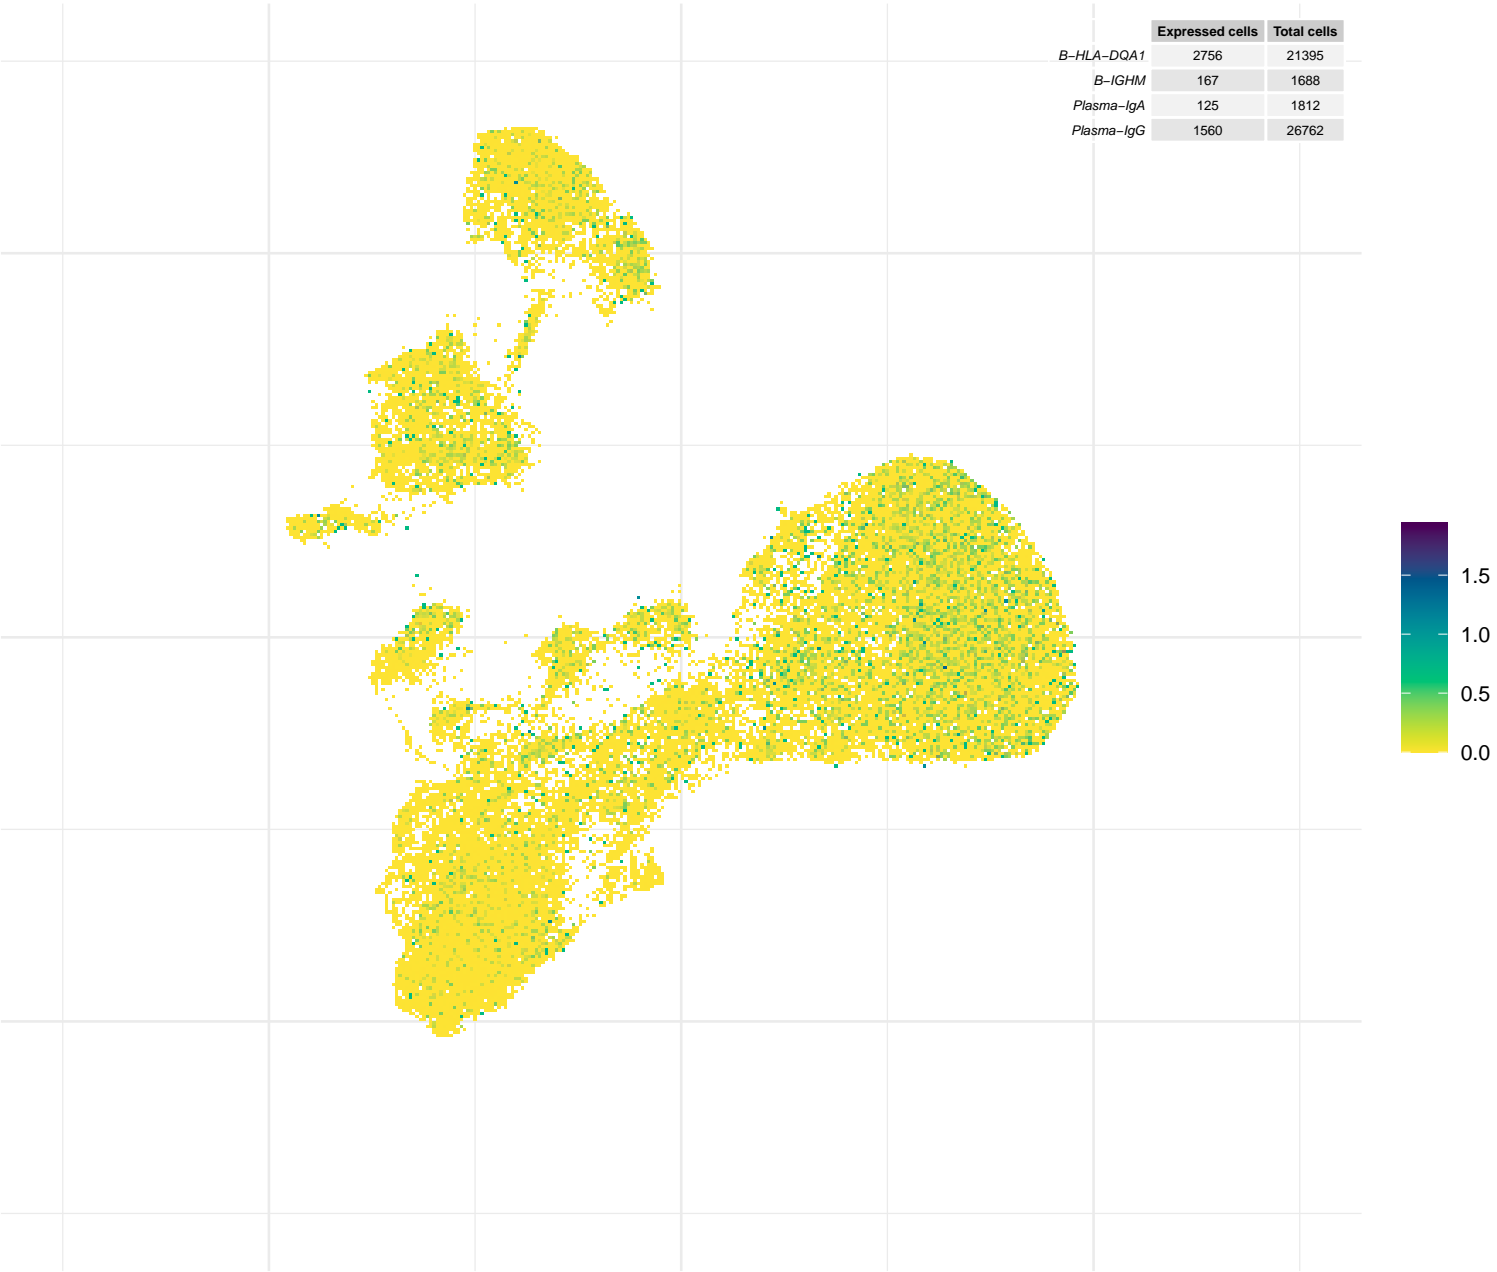 Expressed cells Total cells
B−HLA−DQA1 2756 21395
B−IGHM 167 1688
Plasma−IgA 125 1812
Plasma−IgG 1560 26762
1.5
1.0
0.5
0.0